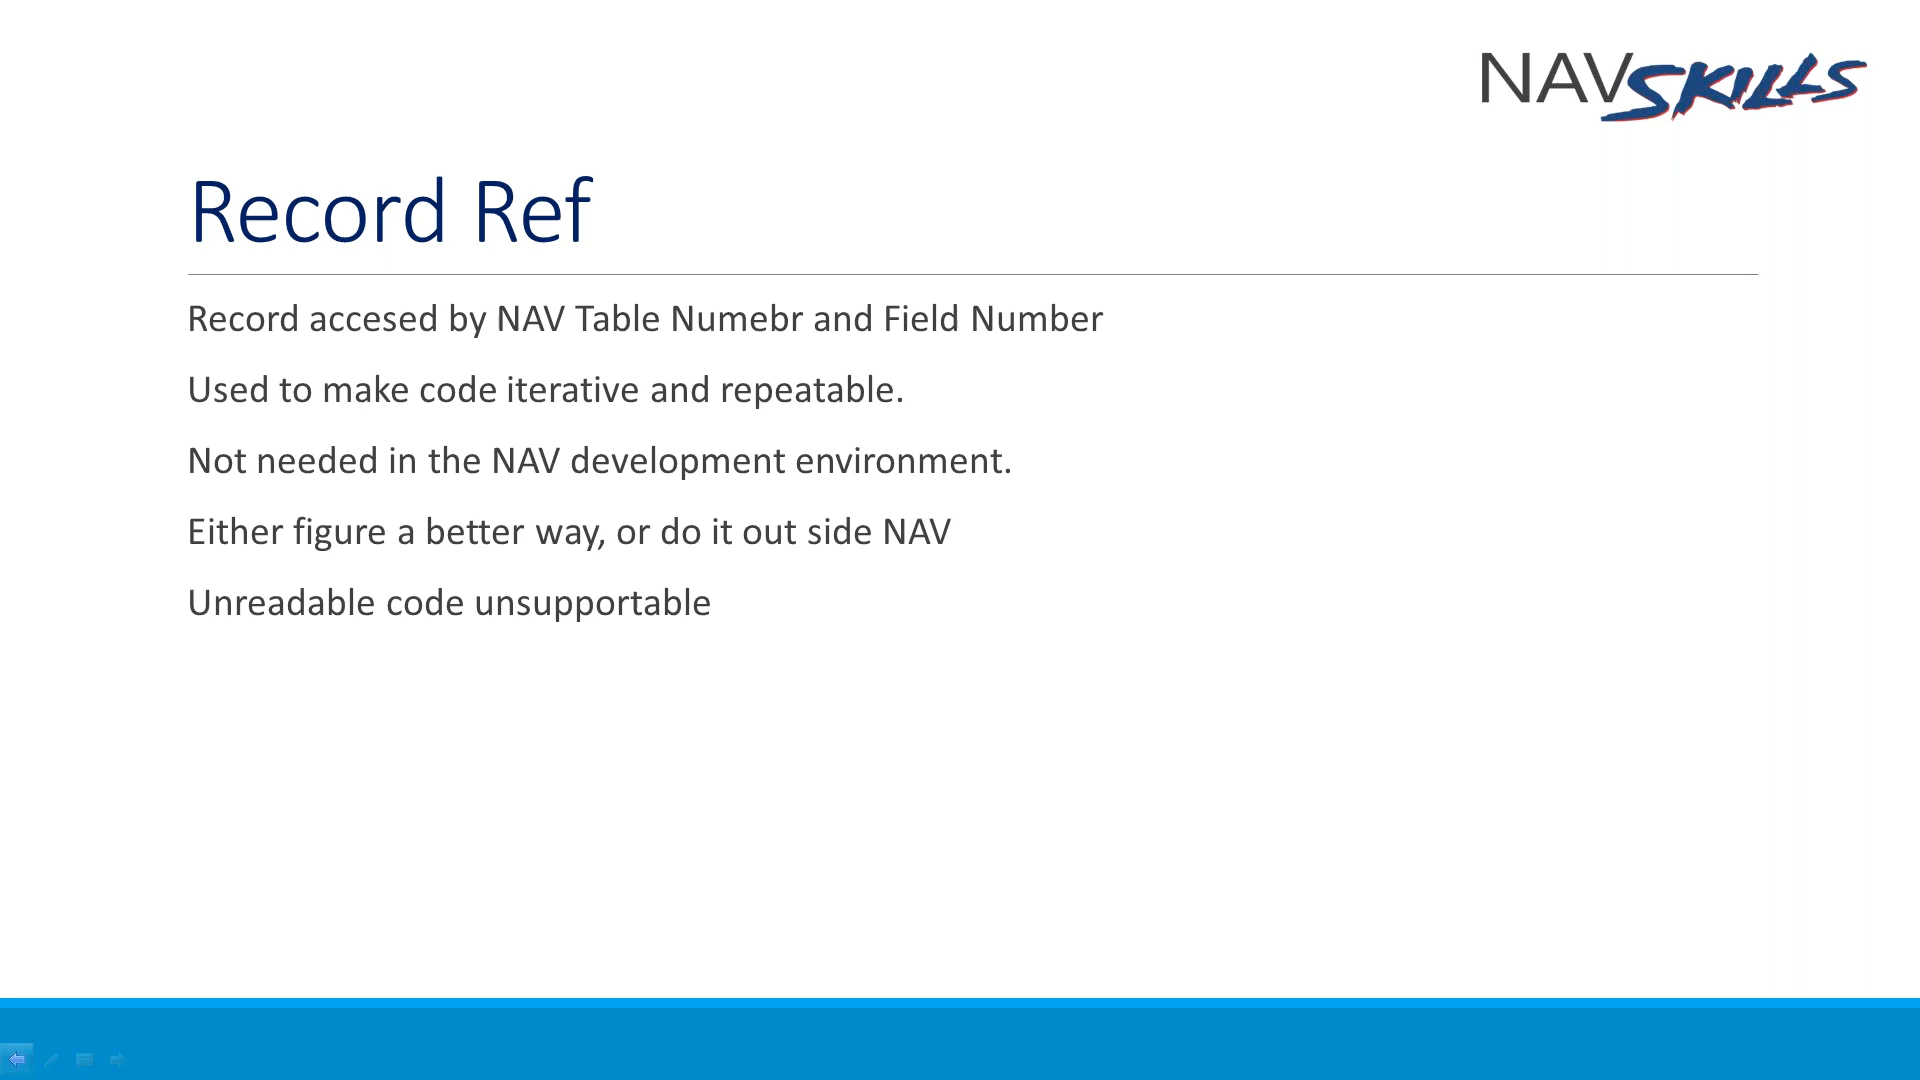 NAVSKILLS
Record Ref
Record accesed by NAV Table Numebr and Field Number
Used to make code iterative and repeatable.
Not needed in the NAV development environment.
Either figure a better way, or do it out side NAV
Unreadable code unsupportable